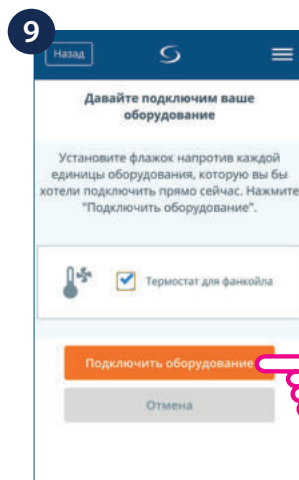 9
Назад
Давайте подключим ваше
оборудование
Установите флажок напротив каждой
единицы оборудования, которую вы бы
хотели подключить прямо сейчас. Нажмите
"Подключить оборудование".
Термостат для фанкойла
Подключить оборудование
Отмена